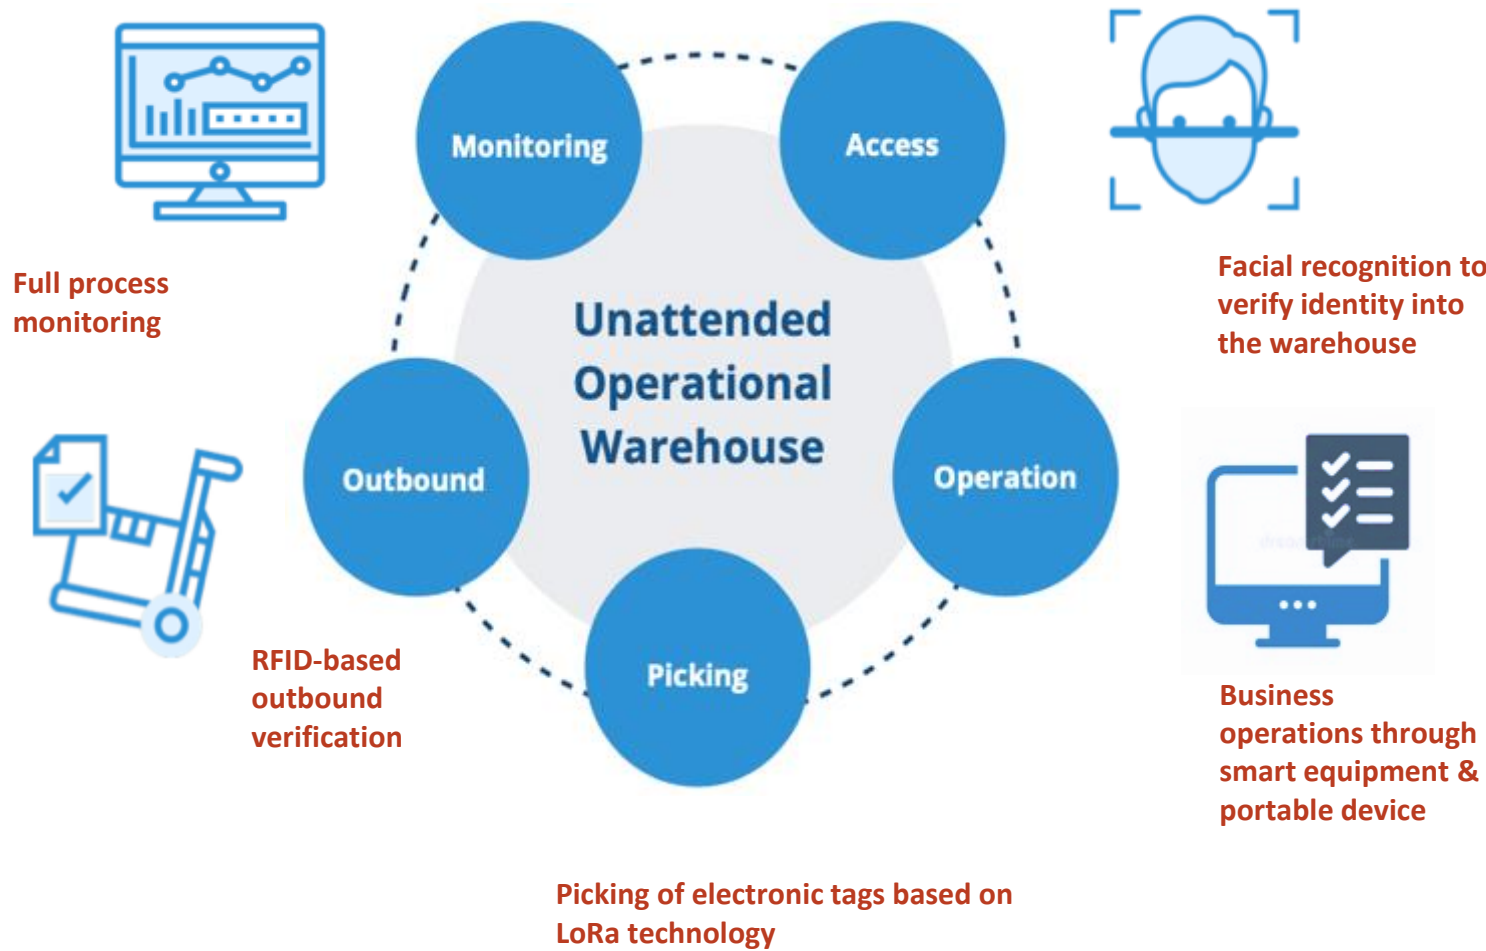 Monitoring
Access
Full process
monitoring
Facial recognition to
verify identity into
the warehouse
Unattended
Operational
Warehouse
Outbound
Operation
RFID-based
outbound
verification
Picking
Business
operations through
smart equipment &
portable device
Picking of electronic tags based on
LoRa technology